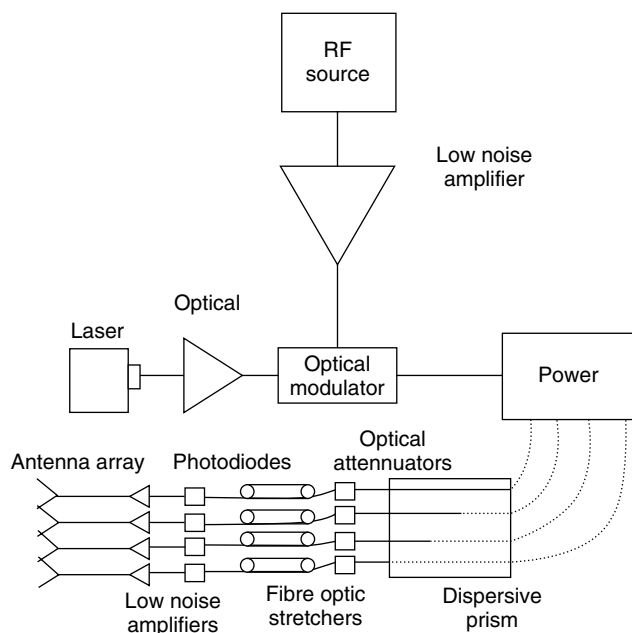 RF
source
Low noise
amplifier
Optical
Laser
Optical
modulator
Power
Optical
attennuators
Antenna array
Photodiodes
Low noise
amplifiers
Fibre optic
stretchers
Dispersive
prism